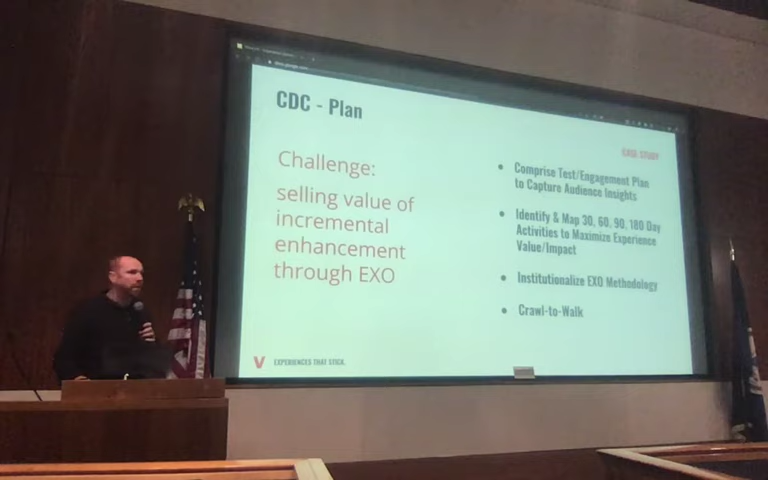 CDC - Plan
CASE STUDY
Challenge:
selling value of
incremental
enhancement
through EXO
• Comprise Test/Engagement Plan
to Capture Audience Insights
• Identify & Map 30, 60, 90, 180 Day
Activities to Maximize Experience
Value/Impact
• Institutionalize EXO Methodology
• Crawl-to-Walk
V EXPERIENCES THAT STICK.